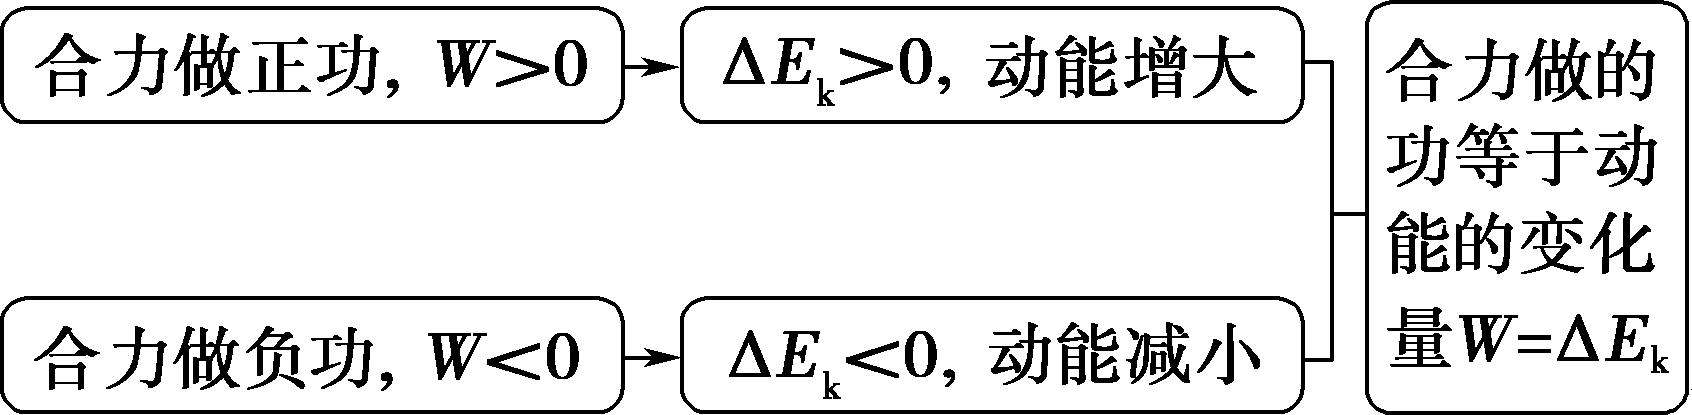 合力做正功, W>0
ΔEk>0, 动能增大
合力做负功, W<0
ΔEk<0, 动能减小
合力做的
功等于动
能的变化
量W=ΔEk